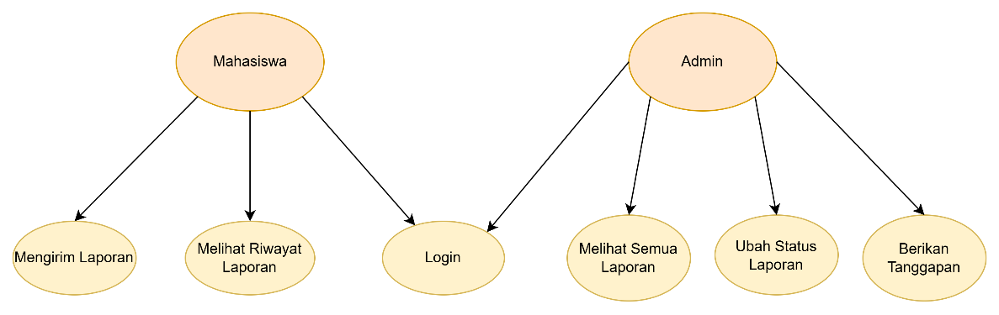 Mahasiswa
Admin
Mengirim Laporan
Melihat Riwayat
Laporan
Login
Melihat Semua
Laporan
Ubah Status
Laporan
Berikan
Tanggapan